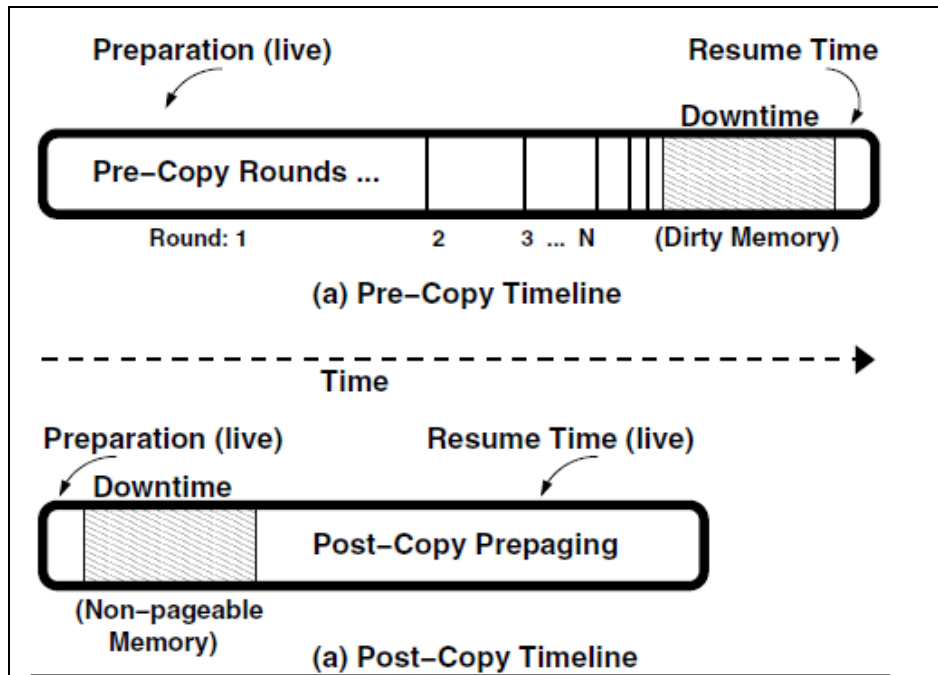 Preparation (live)
Resume Time
Downtime
Pre-Copy Rounds ...
Round: 1 2 3 ... N (Dirty Memory)
(a) Pre-Copy Timeline
Time
Preparation (live)
Resume Time (live)
Downtime
Post-Copy Prepaging
(Non-pageable
Memory)
(a) Post-Copy Timeline